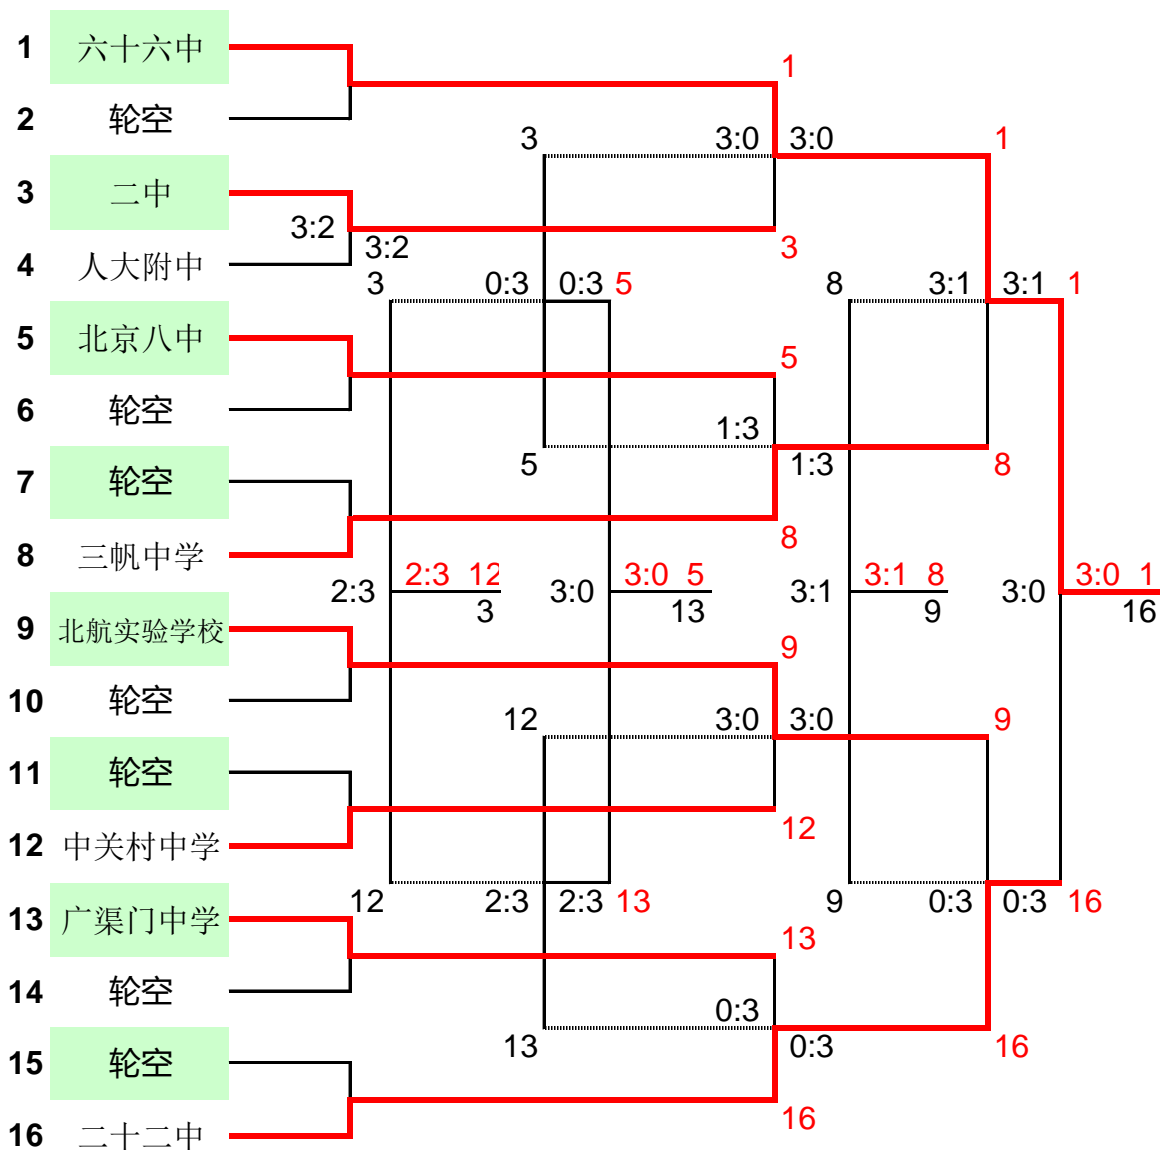 1 六十六中
1
2 轮空
3 3:0 3:0 1
3 二中
3:2
3:2 3
4 人大附中
3 0:3 0:3 5 8 3:1 3:1 1
5 北京八中
5
6 轮空
1:3
5 1:3 8
7 轮空
8
8 三帆中学
2:3 2:3 12 3:0 3:0 5 3:1 3:1 8 3:0 3:0 1
3 13 9 16
9 北航实验学校
9
10 轮空
12 3:0 3:0 9
11 轮空
12
12 中关村中学
12 2:3 2:3 13 9 0:3 0:3 16
13 广渠门中学
13
14 轮空
0:3
13 0:3 16
15 轮空
16
16 二十二中